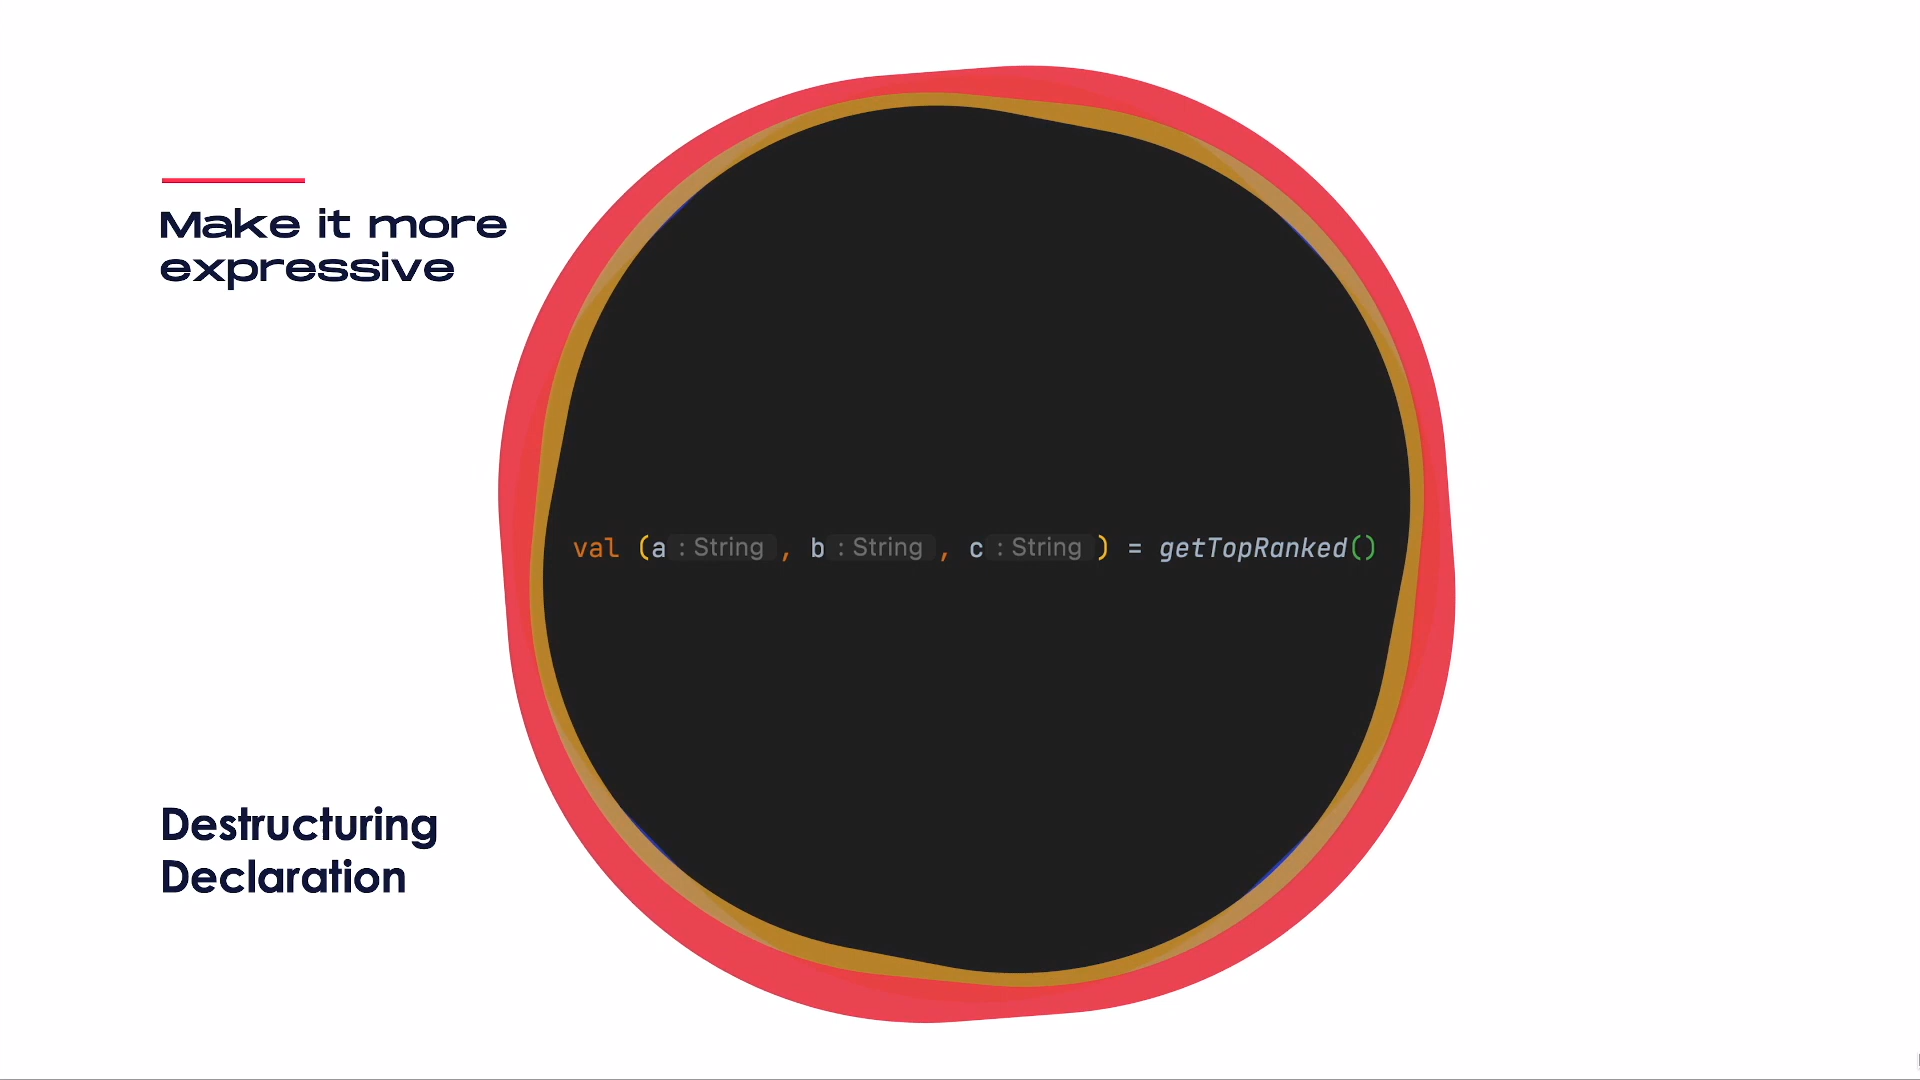 Make it more
expressive
val (a : String, b : String, c : String) = getTopRanked()
Destructuring
Declaration